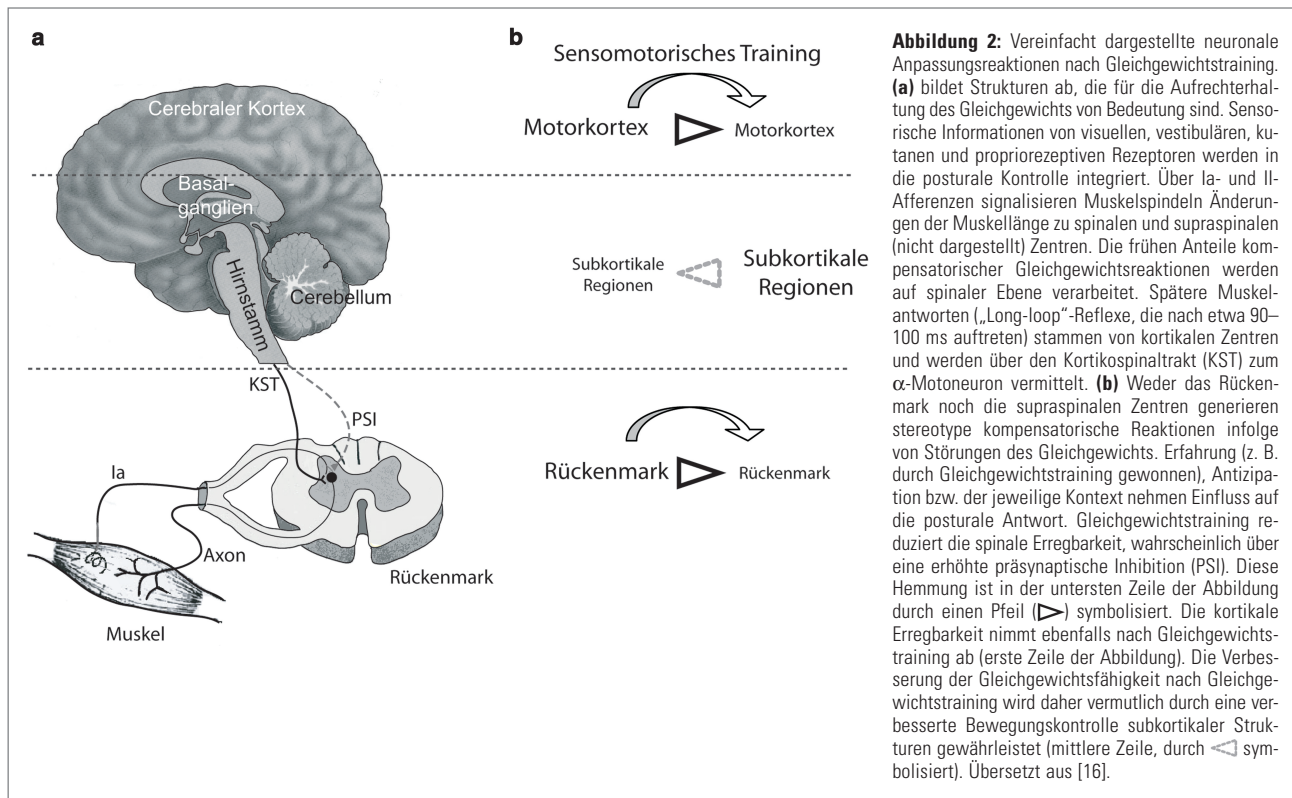 a
Cerebraler Kortex
Basal-
ganglien
Hirnstamm
Cerebellum
KST
PSI
Ia
Axon
Rückenmark
Muskel
b
Sensomotorisches Training
Motorkortex Motorkortex
Subkortikale
Regionen
Subkortikale
Regionen
Rückenmark Rückenmark
Abbildung 2: Vereinfacht dargestellte neuronale
Anpassungsreaktionen nach Gleichgewichtstraining.
(a) bildet Strukturen ab, die für die Aufrechterhal-
tung des Gleichgewichts von Bedeutung sind. Senso-
rische Informationen von visuellen, vestibulären, ku-
tanen und propriorezeptiven Rezeptoren werden in
die posturale Kontrolle integriert. Über Ia- und II-
Afferenzen signalisieren Muskelspindeln Änderun-
gen der Muskellänge zu spinalen und supraspinalen
(nicht dargestellt) Zentren. Die frühen Anteile kom-
pensatorischer Gleichgewichtsreaktionen werden
auf spinaler Ebene verarbeitet. Spätere Muskel-
antworten („Long-loop“-Reflexe, die nach etwa 90–
100 ms auftreten) stammen von kortikalen Zentren
und werden über den Kortikospinaltrakt (KST) zum
α-Motoneuron vermittelt. (b) Weder das Rücken-
mark noch die supraspinalen Zentren generieren
stereotype kompensatorische Reaktionen infolge
von Störungen des Gleichgewichts. Erfahrung (z. B.
durch Gleichgewichtstraining gewonnen), Antizipa-
tion bzw. der jeweilige Kontext nehmen Einfluss auf
die posturale Antwort. Gleichgewichtstraining re-
duziert die spinale Erregbarkeit, wahrscheinlich über
eine erhöhte präsynaptische Inhibition (PSI). Diese
Hemmung ist in der untersten Zeile der Abbildung
durch einen Pfeil (▷) symbolisiert. Die kortikale
Erregbarkeit nimmt ebenfalls nach Gleichgewichts-
training ab (erste Zeile der Abbildung). Die Verbes-
serung der Gleichgewichtsfähigkeit nach Gleichge-
wichtstraining wird daher vermutlich durch eine ver-
besserte Bewegungskontrolle subkortikaler Struk-
turen gewährleistet (mittlere Zeile, durch ◁ sym-
bolisiert). Übersetzt aus [16].